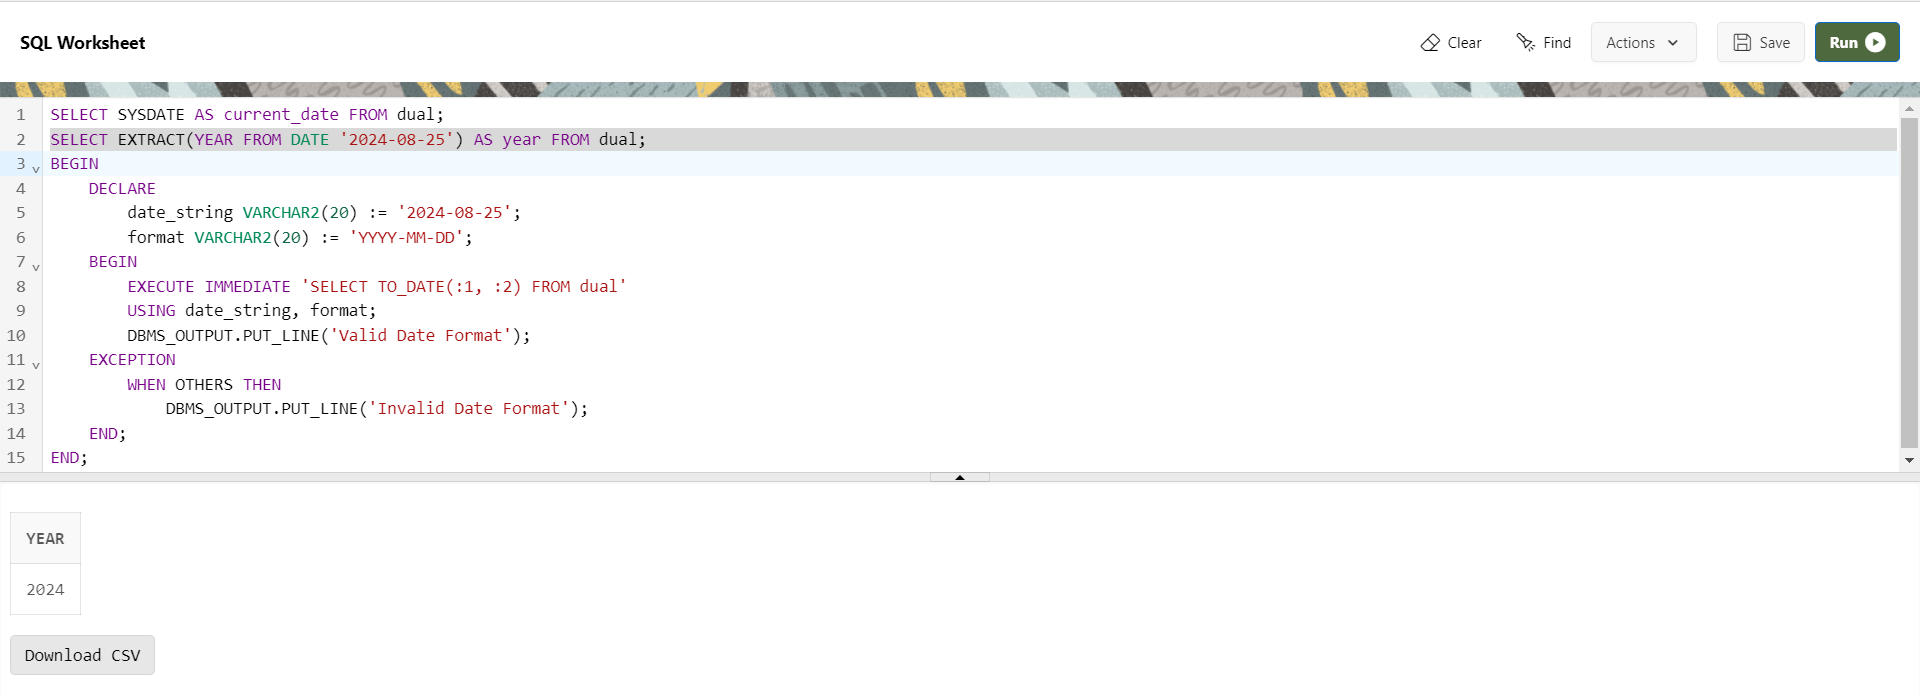 SQL Worksheet
Clear
Find
Actions
Save
Run
1 SELECT SYSDATE AS current_date FROM dual;
2 SELECT EXTRACT(YEAR FROM DATE '2024-08-25') AS year FROM dual;
3 BEGIN
4     DECLARE
5         date_string VARCHAR2(20) := '2024-08-25';
6         format VARCHAR2(20) := 'YYYY-MM-DD';
7     BEGIN
8         EXECUTE IMMEDIATE 'SELECT TO_DATE(:1, :2) FROM dual'
9         USING date_string, format;
10         DBMS_OUTPUT.PUT_LINE('Valid Date Format');
11     EXCEPTION
12         WHEN OTHERS THEN
13             DBMS_OUTPUT.PUT_LINE('Invalid Date Format');
14     END;
15 END;
YEAR
2024
Download CSV